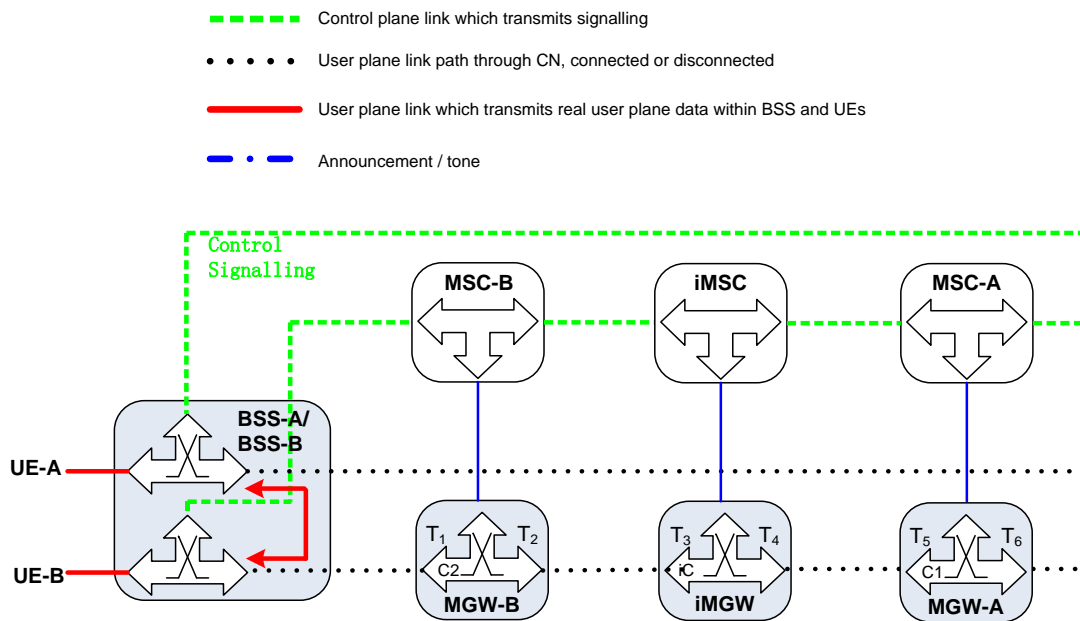 Control plane link which transmits signalling
User plane link path through CN, connected or disconnected
User plane link which transmits real user plane data within BSS and UEs
Announcement / tone
Control
Signalling
MSC-B
iMSC
MSC-A
BSS-A/
BSS-B
UE-A
UE-B
T1
T2
C2
MGW-B
T3
T4
iC
iMGW
T5
T6
C1
MGW-A